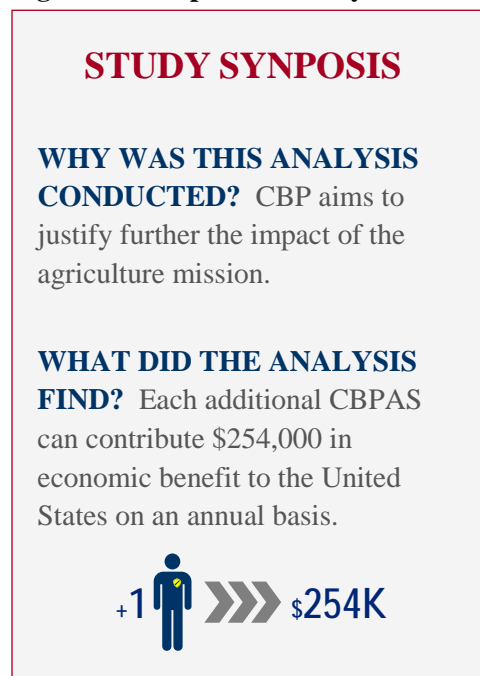 STUDY SYNPOSIS
WHY WAS THIS ANALYSIS
CONDUCTED? CBP aims to
justify further the impact of the
agriculture mission.
WHAT DID THE ANALYSIS
FIND? Each additional CBPAS
can contribute $254,000 in
economic benefit to the United
States on an annual basis.
+1 $254K